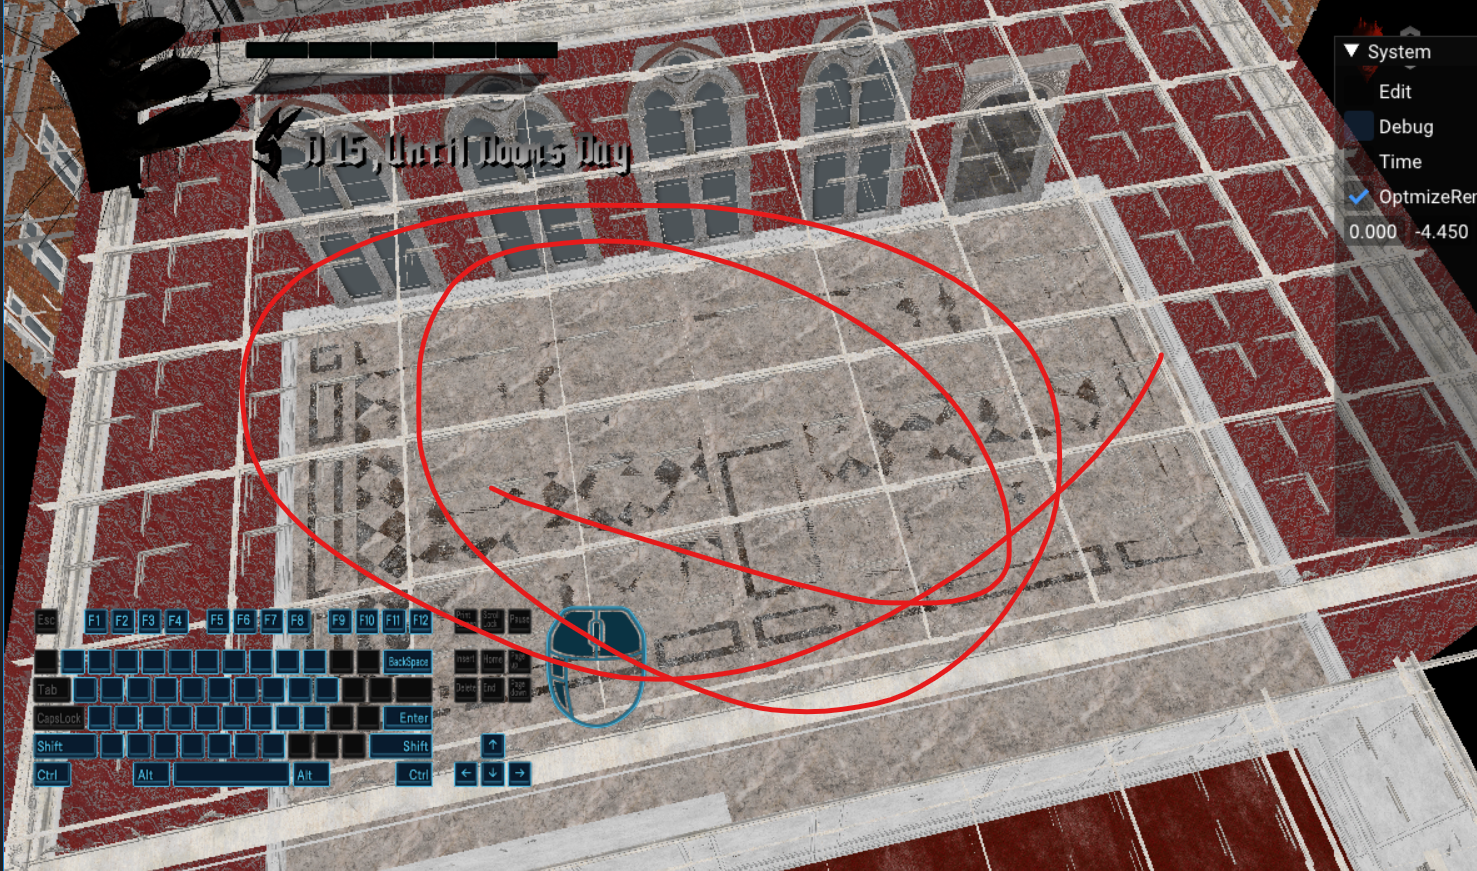 System
Edit
Debug
Time
OptmizeRer
0.000 -4.450
D 15,Until Dooms Day
Esc F1 F2 F3 F4 F5 F6 F7 F8 F9 F10 F11 F12 Pause
BackSpace Insert Home
Tab Delete End Page down
CapsLock Enter
Shift Shift ↑
Ctrl Alt Alt Ctrl ← ↓ →